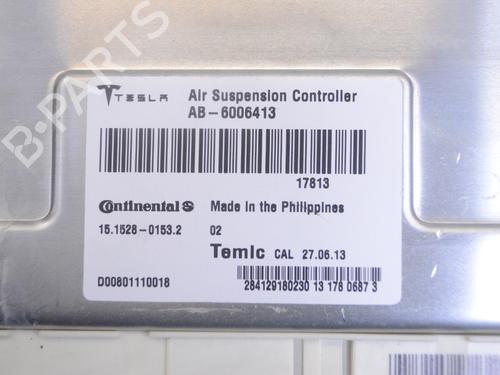 TESLA Air Suspension Controller
AB-6006413
17813
Continental Made in the Philippines
15.1528-0153.2 02
Temic CAL 27.06.13
D00801110018 284129180230 13 178 0687 3
B-PARTS